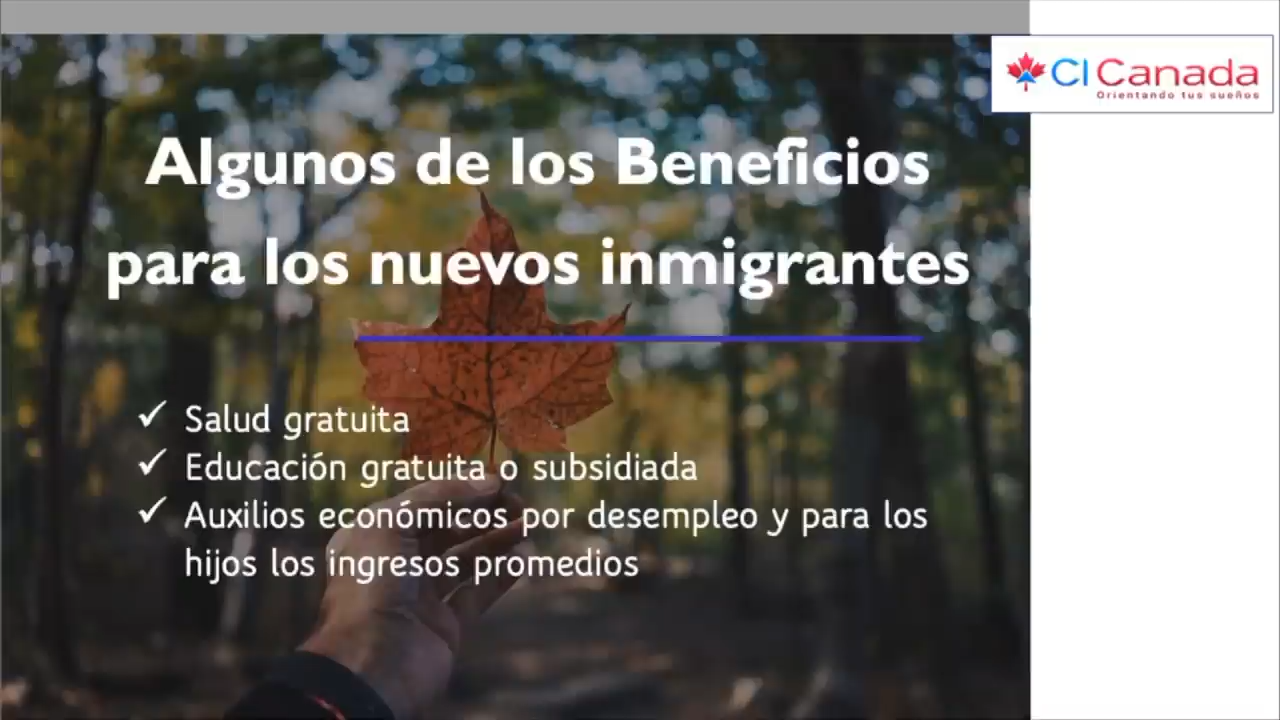 CI Canada
Orientando tus sueños
Algunos de los Beneficios
para los nuevos inmigrantes
✓ Salud gratuita
✓ Educación gratuita o subsidiada
✓ Auxilios económicos por desempleo y para los
hijos los ingresos promedios